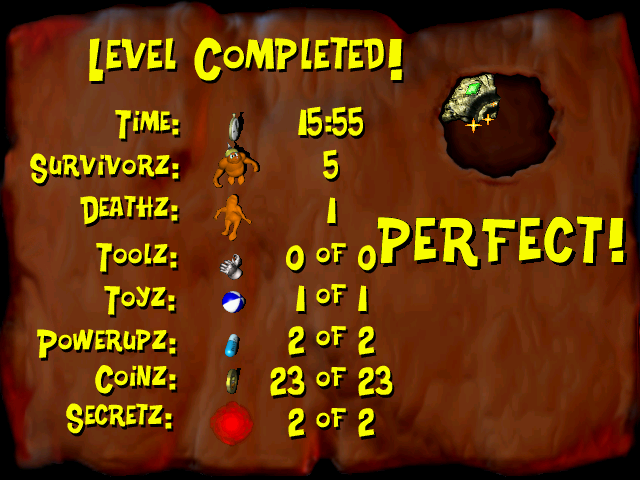 Level Completed!
Time: 15:55
Survivorz: 5
Deathz: 1
PERFECT!
Toolz: 0 of 0
Toyz: 1 of 1
Powerupz: 2 of 2
Coinz: 23 of 23
Secretz: 2 of 2